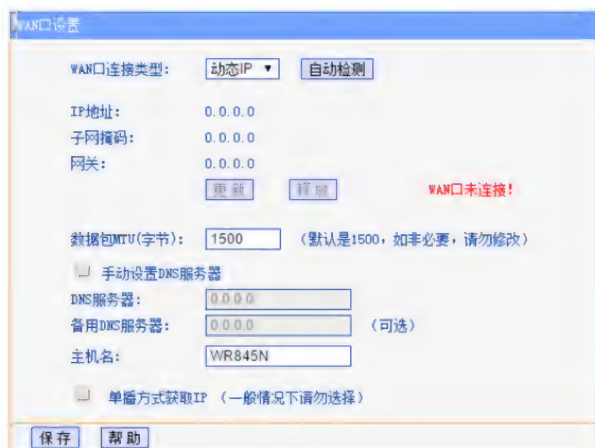 WAN口设置
WAN口连接类型: 动态IP 自动检测
IP地址: 0.0.0.0
子网掩码: 0.0.0.0
网关: 0.0.0.0
更新 释放 WAN口未连接!
数据包MTU(字节): 1500 (默认是1500,如非必要,请勿修改)
手动设置DNS服务器
DNS服务器: 0.0.0.0
备用DNS服务器: 0.0.0.0 (可选)
主机名: WR845N
单播方式获取IP (一般情况下请勿选择)
保存 帮助